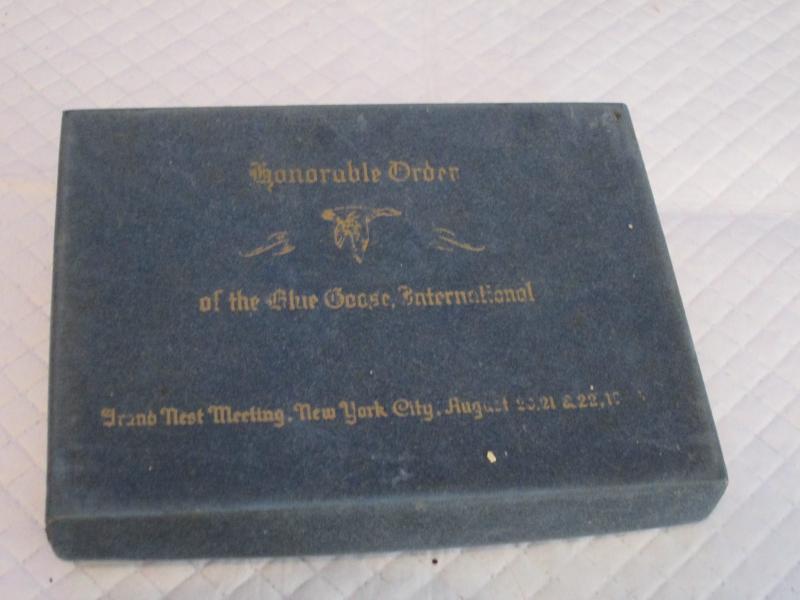 Honorable Order
of the Blue Goose, International
Grand Nest Meeting, New York City, August 20, 21 & 22,